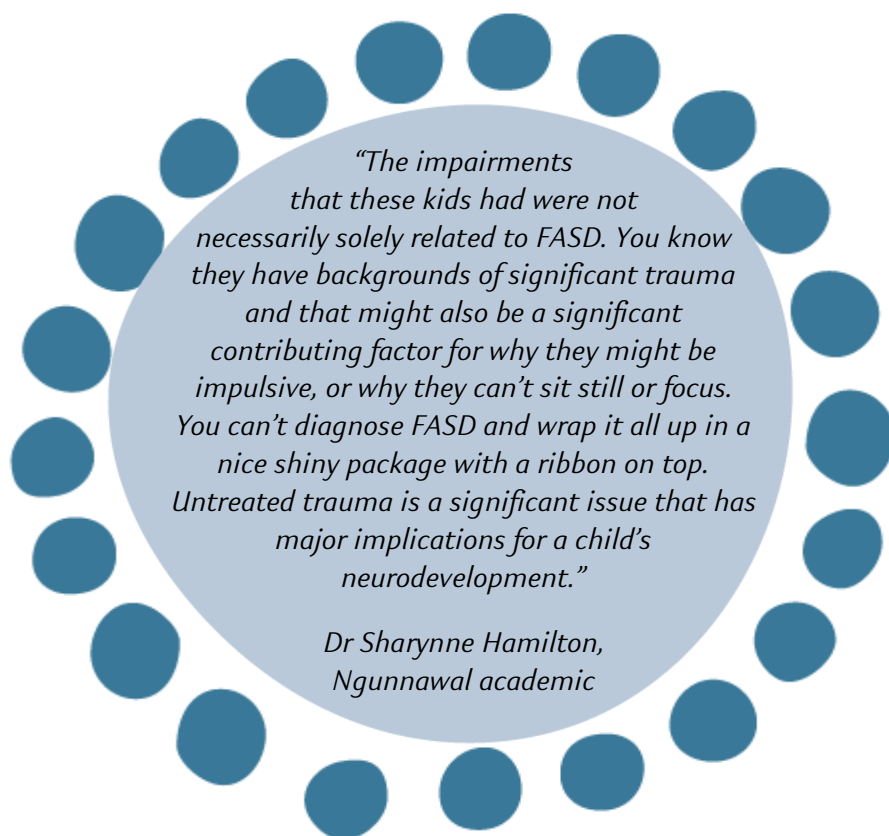 “The impairments
that these kids had were not
necessarily solely related to FASD. You know
they have backgrounds of significant trauma
and that might also be a significant
contributing factor for why they might be
impulsive, or why they can’t sit still or focus.
You can’t diagnose FASD and wrap it all up in a
nice shiny package with a ribbon on top.
Untreated trauma is a significant issue that has
major implications for a child’s
neurodevelopment.”
Dr Sharynne Hamilton,
Ngunnawal academic